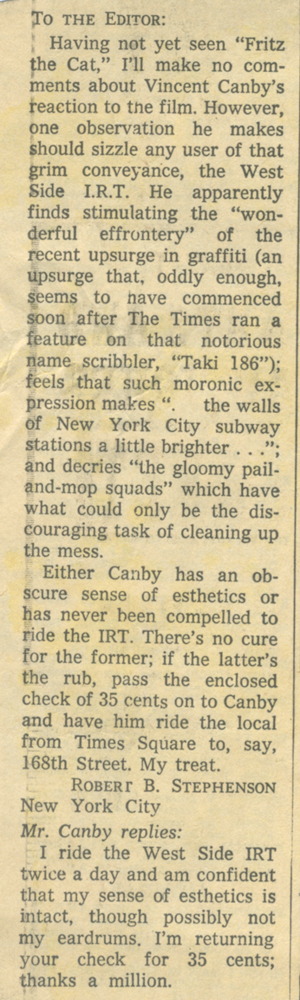 TO THE EDITOR:
Having not yet seen “Fritz
the Cat,” I’ll make no com-
ments about Vincent Canby’s
reaction to the film. However,
one observation he makes
should sizzle any user of that
grim conveyance, the West
Side I.R.T. He apparently
finds stimulating the “won-
derful effrontery” of the
recent upsurge in graffiti (an
upsurge that, oddly enough,
seems to have commenced
soon after The Times ran a
feature on that notorious
name scribbler, “Taki 186”);
feels that such moronic ex-
pression makes “. the walls
of New York City subway
stations a little brighter . . .”;
and decries “the gloomy pail-
and-mop squads” which have
what could only be the dis-
couraging task of cleaning up
the mess.
Either Canby has an ob-
scure sense of esthetics or
has never been compelled to
ride the IRT. There’s no cure
for the former; if the latter’s
the rub, pass the enclosed
check of 35 cents on to Canby
and have him ride the local
from Times Square to, say,
168th Street. My treat.
ROBERT B. STEPHENSON
New York City
Mr. Canby replies:
I ride the West Side IRT
twice a day and am confident
that my sense of esthetics is
intact, though possibly not
my eardrums. I’m returning
your check for 35 cents;
thanks a million.